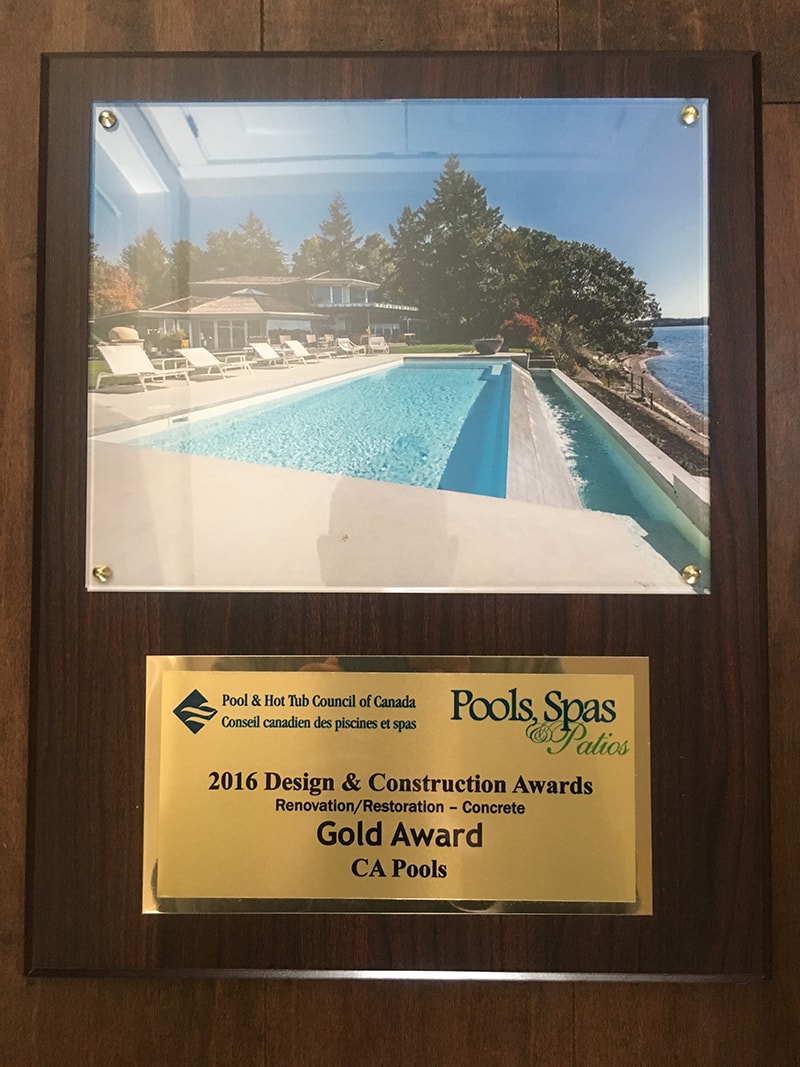 Pool & Hot Tub Council of Canada
Conseil canadien des piscines et spas
Pools, Spas
& Patios
2016 Design & Construction Awards
Renovation/Restoration – Concrete
Gold Award
CA Pools